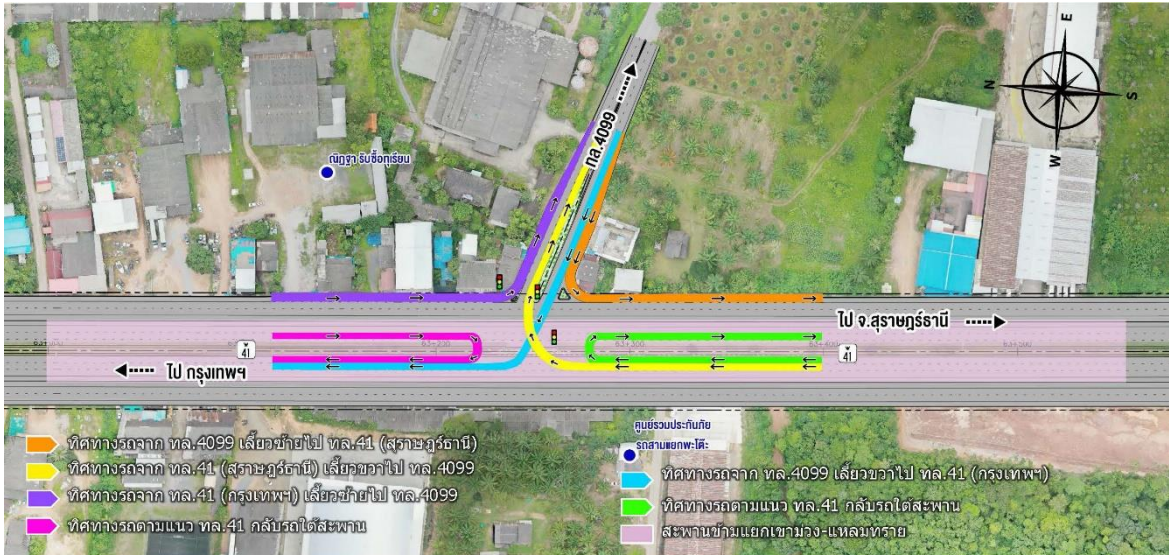 E
N
S
W
ทล.4099
ณัฏฐา รับซื้อทุเรียน
ไป จ.สุราษฎร์ธานี
63+200
63+300
63+400
63+500
41
41
ไป กรุงเทพฯ
ทิศทางรถจาก ทล.4099 เลี้ยวซ้ายไป ทล.41 (สุราษฎร์ธานี)
ทิศทางรถจาก ทล.41 (สุราษฎร์ธานี) เลี้ยวขวาไป ทล.4099
ทิศทางรถจาก ทล.41 (กรุงเทพฯ) เลี้ยวซ้ายไป ทล.4099
ทิศทางรถตามแนว ทล.41 กลับรถใต้สะพาน
ศูนย์รวมประกันภัย
รถสามแยกพะโต๊ะ
ทิศทางรถจาก ทล.4099 เลี้ยวขวาไป ทล.41 (กรุงเทพฯ)
ทิศทางรถตามแนว ทล.41 กลับรถใต้สะพาน
สะพานข้ามแยกเขาม่วง-แหลมทราย